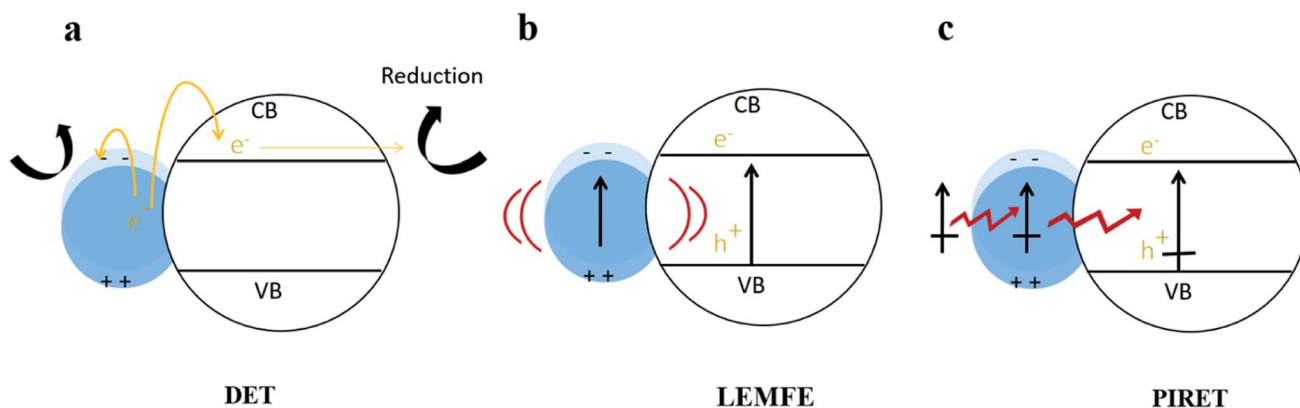 a
Reduction
CB
e-
- -
e-
+ +
VB
DET
b
CB
e-
- -
h+
+ +
VB
LEMFE
c
CB
e-
- -
h+
+ +
VB
PIRET